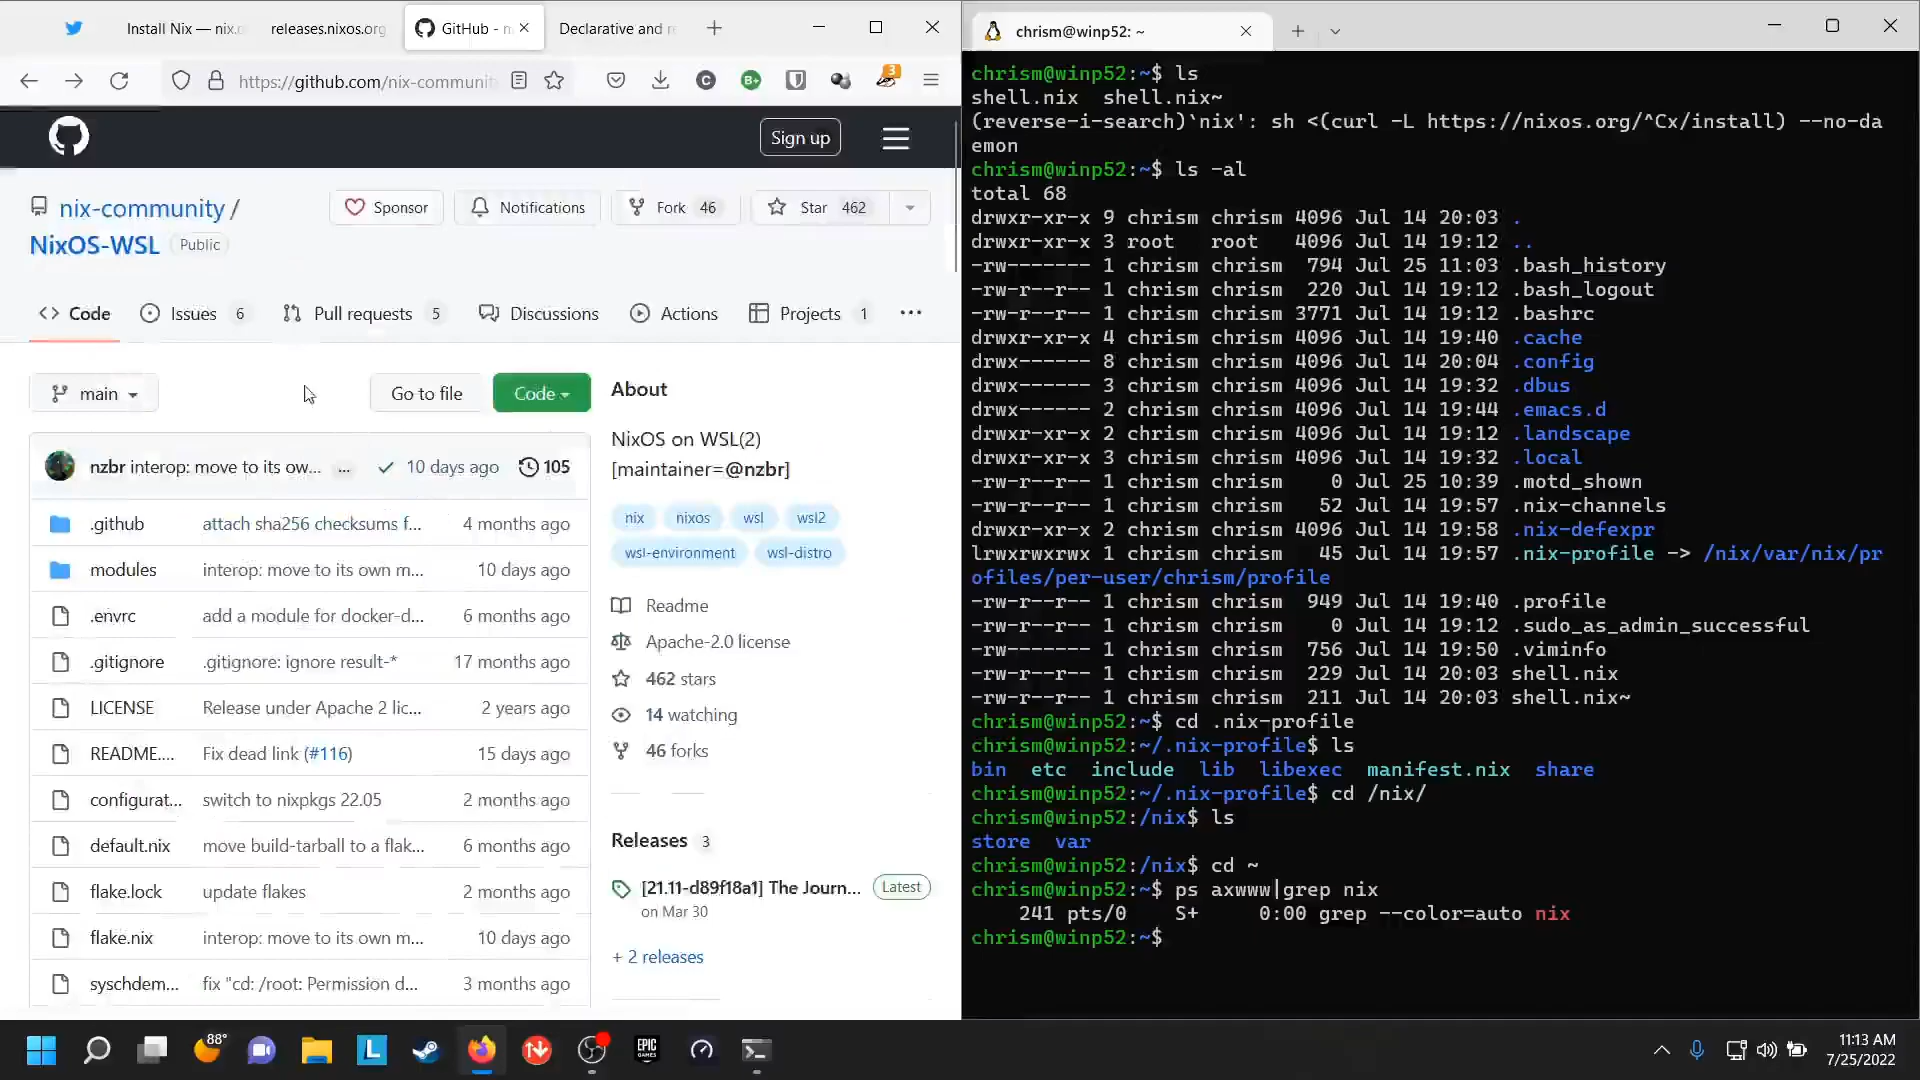 Install Nix — nix.o
releases.nixos.org
GitHub - n
Declarative and r
https://github.com/nix-communit
3
Sign up
nix-community /
NixOS-WSL Public
Sponsor
Notifications
Fork 46
Star 462
Code
Issues 6
Pull requests 5
Discussions
Actions
Projects 1
main
Go to file
Code
nzbr interop: move to its ow... ... 10 days ago 105
.github attach sha256 checksums f... 4 months ago
modules interop: move to its own m... 10 days ago
.envrc add a module for docker-d... 6 months ago
.gitignore .gitignore: ignore result-* 17 months ago
LICENSE Release under Apache 2 lic... 2 years ago
README.... Fix dead link (#116) 15 days ago
configurat... switch to nixpkgs 22.05 2 months ago
default.nix move build-tarball to a flak... 6 months ago
flake.lock update flakes 2 months ago
flake.nix interop: move to its own m... 10 days ago
syschdem... fix "cd: /root: Permission d... 3 months ago
About
NixOS on WSL(2)
[maintainer=@nzbr]
nix nixos wsl wsl2
wsl-environment wsl-distro
Readme
Apache-2.0 license
462 stars
14 watching
46 forks
Releases 3
[21.11-d89f18a1] The Journ... Latest
on Mar 30
+ 2 releases
chrism@winp52: ~
chrism@winp52:~$ ls
shell.nix  shell.nix~
(reverse-i-search)`nix': sh <(curl -L https://nixos.org/^Cx/install) --no-da
emon
chrism@winp52:~$ ls -al
total 68
drwxr-xr-x 9 chrism chrism 4096 Jul 14 20:03 .
drwxr-xr-x 3 root   root   4096 Jul 14 19:12 ..
-rw------- 1 chrism chrism  794 Jul 25 11:03 .bash_history
-rw-r--r-- 1 chrism chrism  220 Jul 14 19:12 .bash_logout
-rw-r--r-- 1 chrism chrism 3771 Jul 14 19:12 .bashrc
drwxr-xr-x 4 chrism chrism 4096 Jul 14 19:40 .cache
drwx------ 8 chrism chrism 4096 Jul 14 20:04 .config
drwx------ 3 chrism chrism 4096 Jul 14 19:32 .dbus
drwx------ 2 chrism chrism 4096 Jul 14 19:44 .emacs.d
drwxr-xr-x 2 chrism chrism 4096 Jul 14 19:12 .landscape
drwxr-xr-x 3 chrism chrism 4096 Jul 14 19:32 .local
-rw-r--r-- 1 chrism chrism    0 Jul 25 10:39 .motd_shown
-rw-r--r-- 1 chrism chrism   52 Jul 14 19:57 .nix-channels
drwxr-xr-x 2 chrism chrism 4096 Jul 14 19:58 .nix-defexpr
lrwxrwxrwx 1 chrism chrism   45 Jul 14 19:57 .nix-profile -> /nix/var/nix/pr
ofiles/per-user/chrism/profile
-rw-r--r-- 1 chrism chrism  949 Jul 14 19:40 .profile
-rw-r--r-- 1 chrism chrism    0 Jul 14 19:12 .sudo_as_admin_successful
-rw------- 1 chrism chrism  756 Jul 14 19:50 .viminfo
-rw-r--r-- 1 chrism chrism  229 Jul 14 20:03 shell.nix
-rw-r--r-- 1 chrism chrism  211 Jul 14 20:03 shell.nix~
chrism@winp52:~$ cd .nix-profile
chrism@winp52:~/.nix-profile$ ls
bin  etc  include  lib  libexec  manifest.nix  share
chrism@winp52:~/.nix-profile$ cd /nix/
chrism@winp52:/nix$ ls
store  var
chrism@winp52:/nix$ cd ~
chrism@winp52:~$ ps axwww|grep nix
241 pts/0    S+     0:00 grep --color=auto nix
chrism@winp52:~$
88°
L
EPIC
GAMES
11:13 AM
7/25/2022